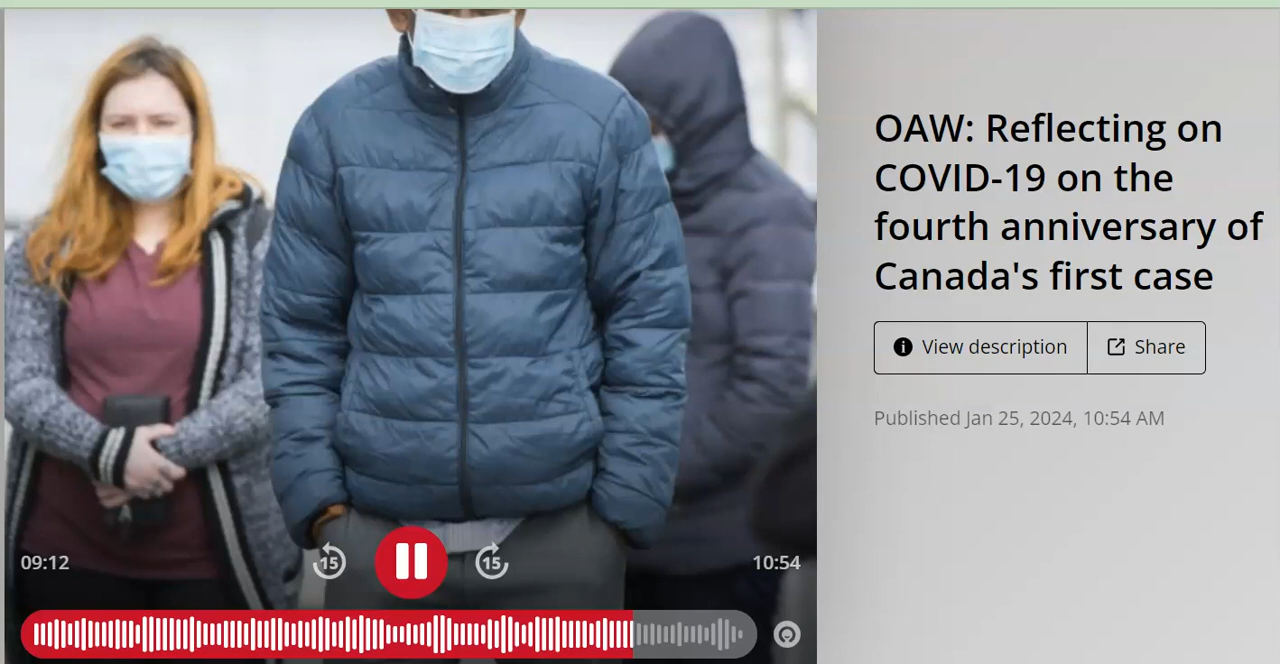 OAW: Reflecting on
COVID-19 on the
fourth anniversary of
Canada's first case
View description
Share
Published Jan 25, 2024, 10:54 AM
09:12
15
15
10:54